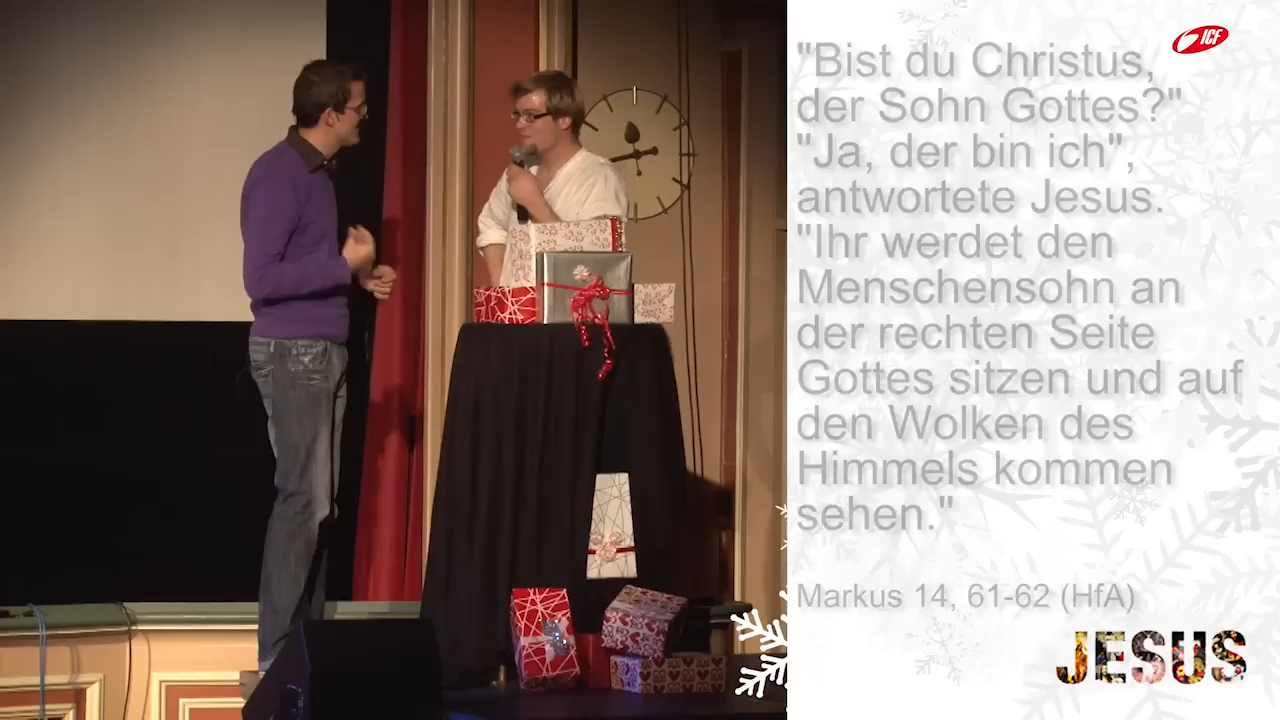 ICF
"Bist du Christus,
der Sohn Gottes?"
"Ja, der bin ich",
antwortete Jesus.
"Ihr werdet den
Menschensohn an
der rechten Seite
Gottes sitzen und auf
den Wolken des
Himmels kommen
sehen."
Markus 14, 61-62 (HfA)
JESUS